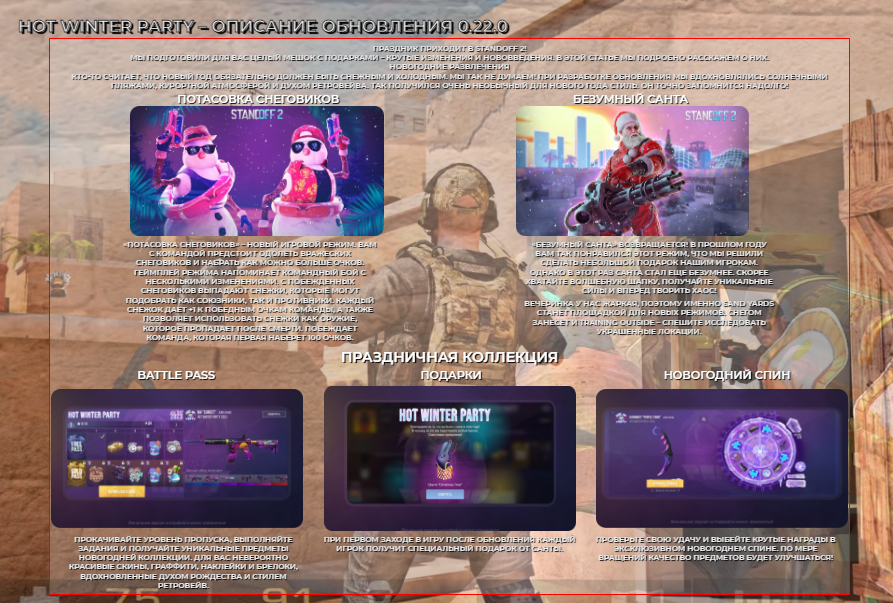 HOT WINTER PARTY – ОПИСАНИЕ ОБНОВЛЕНИЯ 0.22.0
ПРАЗДНИК ПРИХОДИТ В STANDOFF 2!
МЫ ПОДГОТОВИЛИ ДЛЯ ВАС ЦЕЛЫЙ МЕШОК С ПОДАРКАМИ – КРУТЫЕ ИЗМЕНЕНИЯ И НОВОВВЕДЕНИЯ. В ЭТОЙ СТАТЬЕ МЫ ПОДРОБНО РАССКАЖЕМ О НИХ.
НОВОГОДНИЕ РАЗВЛЕЧЕНИЯ
КТО-ТО СЧИТАЕТ, ЧТО НОВЫЙ ГОД ОБЯЗАТЕЛЬНО ДОЛЖЕН БЫТЬ СНЕЖНЫМ И ХОЛОДНЫМ. МЫ ТАК НЕ ДУМАЕМ! ПРИ РАЗРАБОТКЕ ОБНОВЛЕНИЯ МЫ ВДОХНОВЛЯЛИСЬ СОЛНЕЧНЫМИ
ПЛЯЖАМИ, КУРОРТНОЙ АТМОСФЕРОЙ И ДУХОМ РЕТРОВЕЙВА. ТАК ПОЛУЧИЛСЯ ОЧЕНЬ НЕОБЫЧНЫЙ ДЛЯ НОВОГО ГОДА СТИЛЬ. ОН ТОЧНО ЗАПОМНИТСЯ НАДОЛГО!
ПОТАСОВКА СНЕГОВИКОВ
STANDOFF 2
«ПОТАСОВКА СНЕГОВИКОВ» – НОВЫЙ ИГРОВОЙ РЕЖИМ. ВАМ
С КОМАНДОЙ ПРЕДСТОИТ ОДОЛЕТЬ ВРАЖЕСКИХ
СНЕГОВИКОВ И НАБРАТЬ КАК МОЖНО БОЛЬШЕ ОЧКОВ.
ГЕЙМПЛЕЙ РЕЖИМА НАПОМИНАЕТ КОМАНДНЫЙ БОЙ С
НЕСКОЛЬКИМИ ИЗМЕНЕНИЯМИ. С ПОБЕЖДЕННЫХ
СНЕГОВИКОВ ВЫПАДАЮТ СНЕЖКИ, КОТОРЫЕ МОГУТ
ПОДОБРАТЬ КАК СОЮЗНИКИ, ТАК И ПРОТИВНИКИ. КАЖДЫЙ
СНЕЖОК ДАЁТ +1 К ПОБЕДНЫМ ОЧКАМ КОМАНДЫ, А ТАКЖЕ
ПОЗВОЛЯЕТ ИСПОЛЬЗОВАТЬ СНЕЖКИ КАК ОРУЖИЕ,
КОТОРОЕ ПРОПАДАЕТ ПОСЛЕ СМЕРТИ. ПОБЕЖДАЕТ
КОМАНДА, КОТОРАЯ ПЕРВАЯ НАБЕРЕТ 100 ОЧКОВ.
БЕЗУМНЫЙ САНТА
STANDOFF 2
«БЕЗУМНЫЙ САНТА» ВОЗВРАЩАЕТСЯ! В ПРОШЛОМ ГОДУ
ВАМ ТАК ПОНРАВИЛСЯ ЭТОТ РЕЖИМ, ЧТО МЫ РЕШИЛИ
СДЕЛАТЬ НЕБОЛЬШОЙ ПОДАРОК НАШИМ ИГРОКАМ.
ОДНАКО В ЭТОТ РАЗ САНТА СТАЛ ЕЩЕ БЕЗУМНЕЕ. СКОРЕЕ
ХВАТАЙТЕ ВОЛШЕБНУЮ ШАПКУ, ПОЛУЧАЙТЕ УНИКАЛЬНЫЕ
СИЛЫ И ВПЕРЕД ТВОРИТЬ ХАОС!
ВЕЧЕРИНКА У НАС ЖАРКАЯ, ПОЭТОМУ ИМЕННО SAND YARDS
СТАНЕТ ПЛОЩАДКОЙ ДЛЯ НОВЫХ РЕЖИМОВ. СНЕГОМ
ЗАНЕСЕТ И TRAINING OUTSIDE – СПЕШИТЕ ИССЛЕДОВАТЬ
УКРАШЕННЫЕ ЛОКАЦИИ.
ПРАЗДНИЧНАЯ КОЛЛЕКЦИЯ
BATTLE PASS
HOT WINTER PARTY
FREE PASS
GOLD PASS
ПРОКАЧИВАЙТЕ УРОВЕНЬ ПРОПУСКА, ВЫПОЛНЯЙТЕ
ЗАДАНИЯ И ПОЛУЧАЙТЕ УНИКАЛЬНЫЕ ПРЕДМЕТЫ
НОВОГОДНЕЙ КОЛЛЕКЦИИ. ДЛЯ ВАС НЕВЕРОЯТНО
КРАСИВЫЕ СКИНЫ, ГРАФФИТИ, НАКЛЕЙКИ И БРЕЛОКИ,
ВДОХНОВЛЕННЫЕ ДУХОМ РОЖДЕСТВА И СТИЛЕМ
РЕТРОВЕЙВ.
ПОДАРКИ
HOT WINTER PARTY
ПРИ ПЕРВОМ ЗАХОДЕ В ИГРУ ПОСЛЕ ОБНОВЛЕНИЯ КАЖДЫЙ
ИГРОК ПОЛУЧИТ СПЕЦИАЛЬНЫЙ ПОДАРОК ОТ САНТЫ.
НОВОГОДНИЙ СПИН
ПРОВЕРЬТЕ СВОЮ УДАЧУ И ВЫБЕЙТЕ КРУТЫЕ НАГРАДЫ В
ЭКСКЛЮЗИВНОМ НОВОГОДНЕМ СПИНЕ. ПО МЕРЕ
ВРАЩЕНИЙ КАЧЕСТВО ПРЕДМЕТОВ БУДЕТ УЛУЧШАТЬСЯ!
75
91